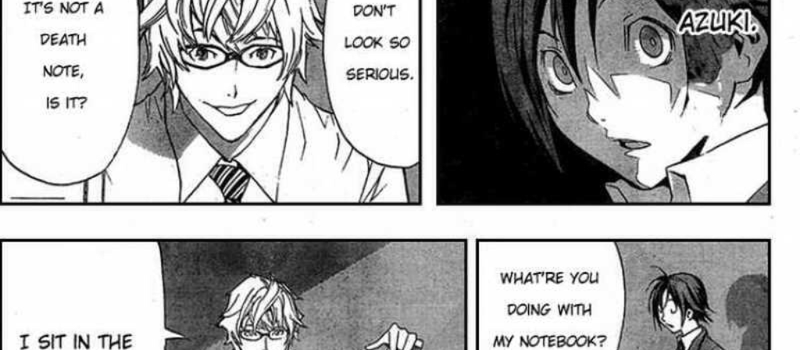 AZUKI.
DON'T
LOOK SO
SERIOUS.
IT'S NOT A
DEATH
NOTE,
IS IT?
WHAT'RE YOU
DOING WITH
MY NOTEBOOK?
I SIT IN THE